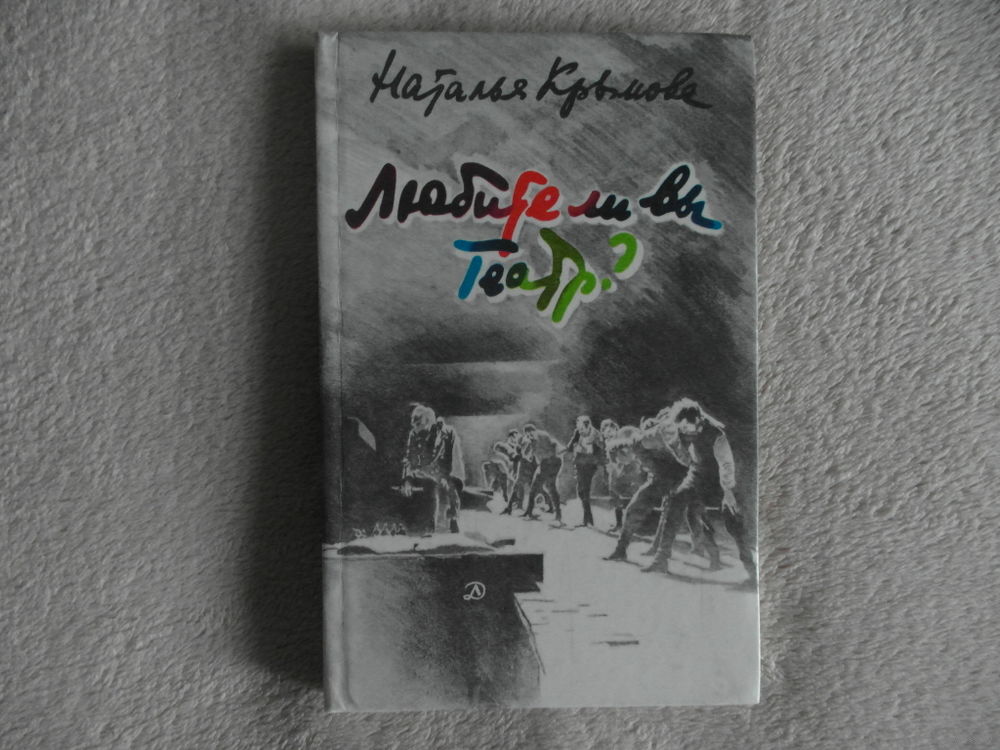 Наталья Крымова
Любите ли вы
театр?
Д